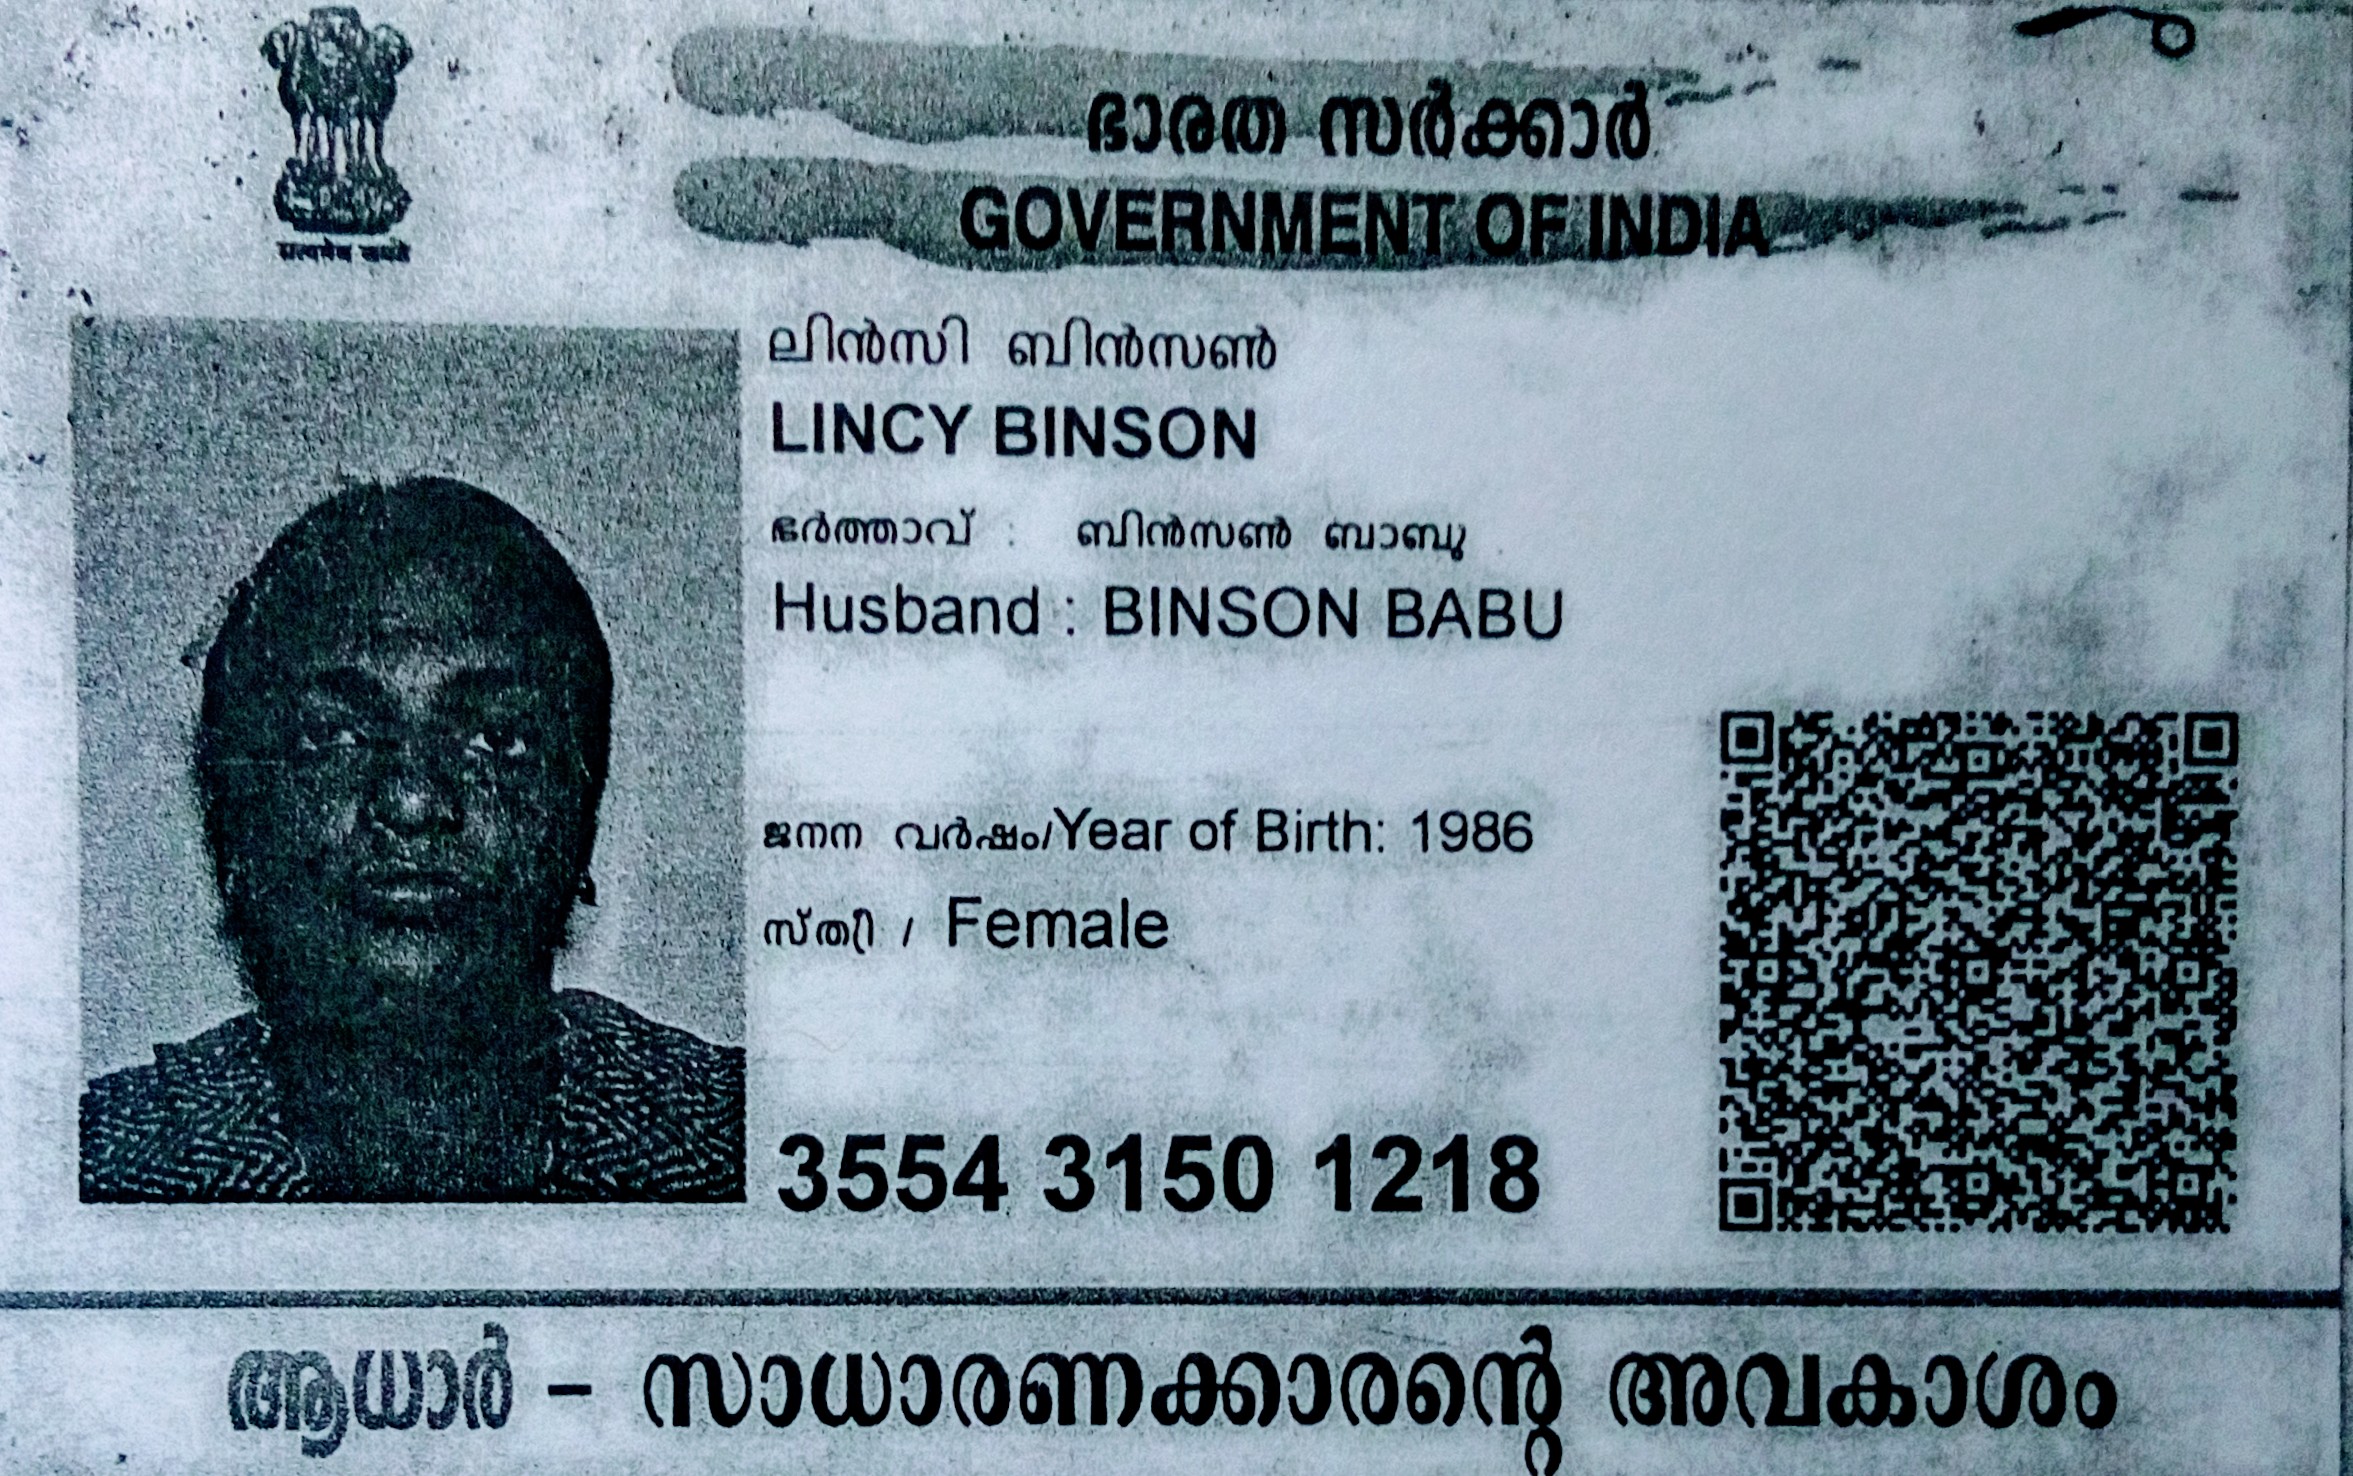 सत्यमेव जयते
ഭാരത സർക്കാർ
GOVERNMENT OF INDIA
ലിൻസി ബിൻസൺ
LINCY BINSON
ഭർത്താവ് : ബിൻസൺ ബാബു
Husband : BINSON BABU
ജനന വർഷം/Year of Birth: 1986
സ്ത്രീ / Female
3554 3150 1218
ആധാർ – സാധാരണക്കാരന്റെ അവകാശം